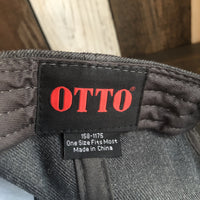 OTTO
158-1175
One Size Fits Most
Made in China